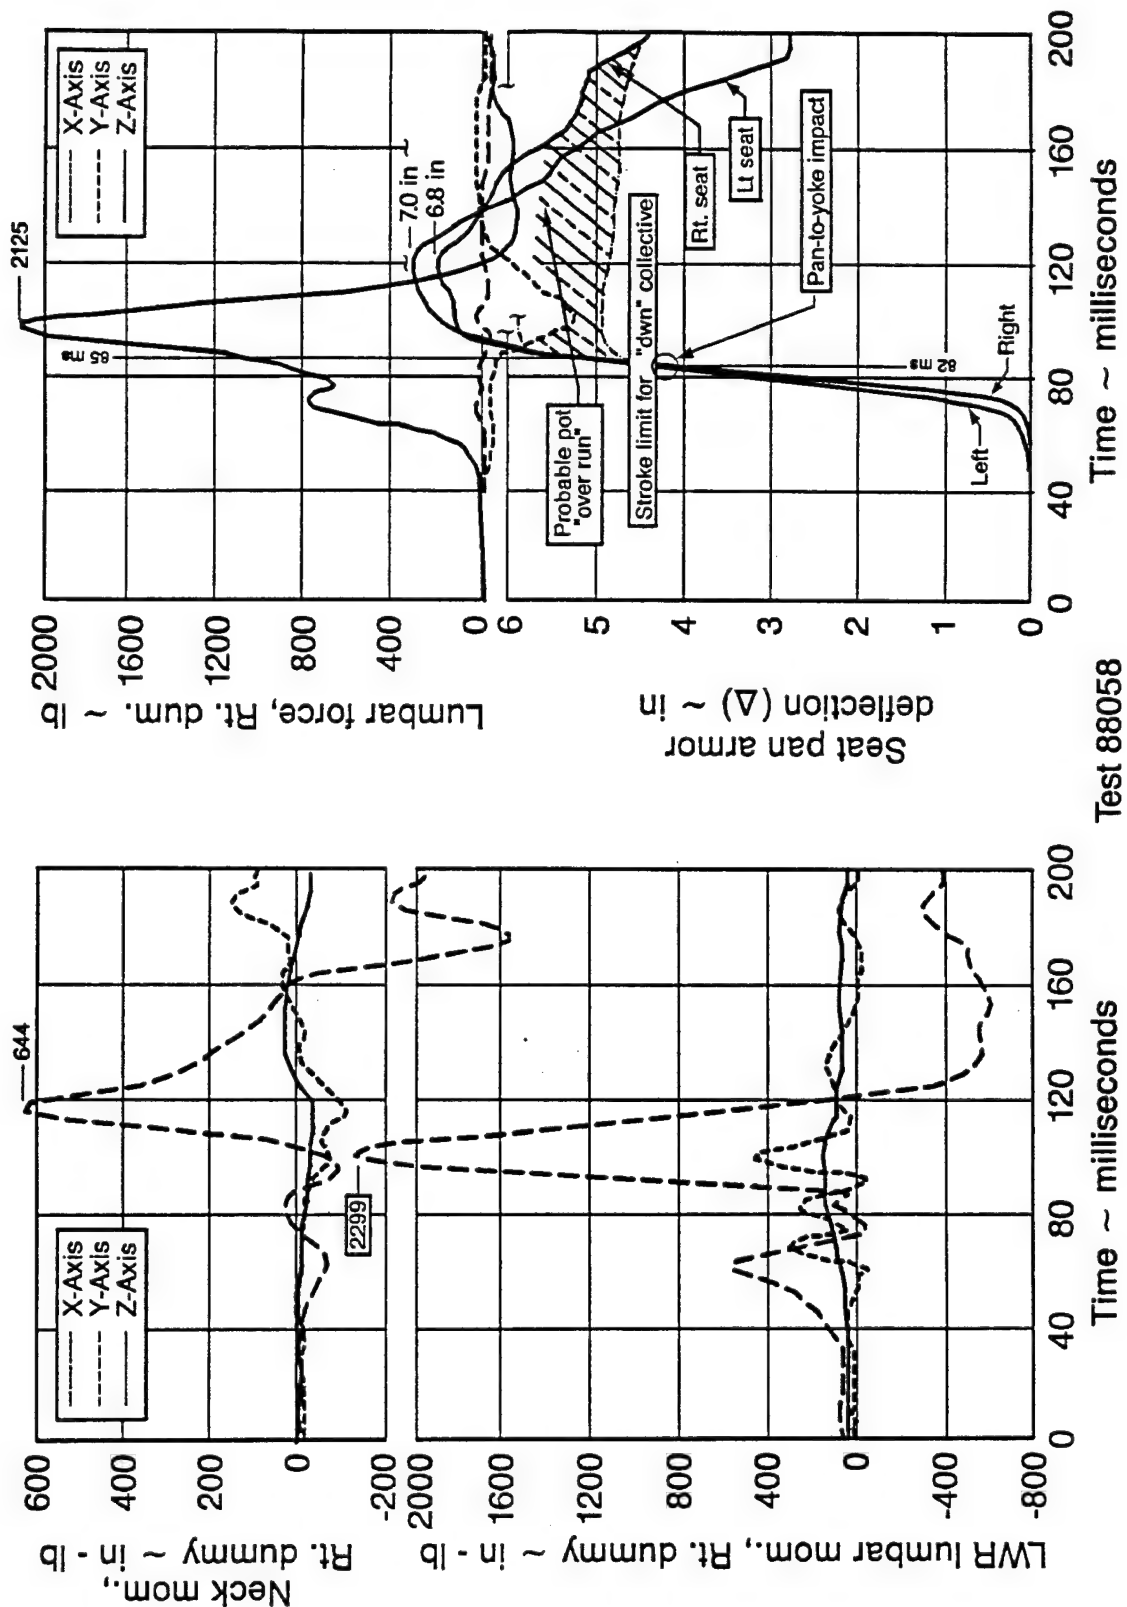 600
400
200
0
-200
Neck mom.,
Rt. dummy ~ in - lb
X-Axis
Y-Axis
Z-Axis
644
2000
1600
1200
800
400
0
-400
-800
LWR lumbar mom., Rt. dummy ~ in - lb
2299
0
40
80
120
160
200
Time ~ milliseconds
2000
1600
1200
800
400
0
Lumbar force, Rt. dum. ~ lb
X-Axis
Y-Axis
Z-Axis
2125
85 ms
7.0 in
6.8 in
6
5
4
3
2
1
0
Seat pan armor
deflection (Δ) ~ in
Probable pot
"over run"
Stroke limit for "dwn" collective
Rt. seat
Lt seat
Pan-to-yoke impact
82 ms
Left
Right
0
40
80
120
160
200
Time ~ milliseconds
Test 88058